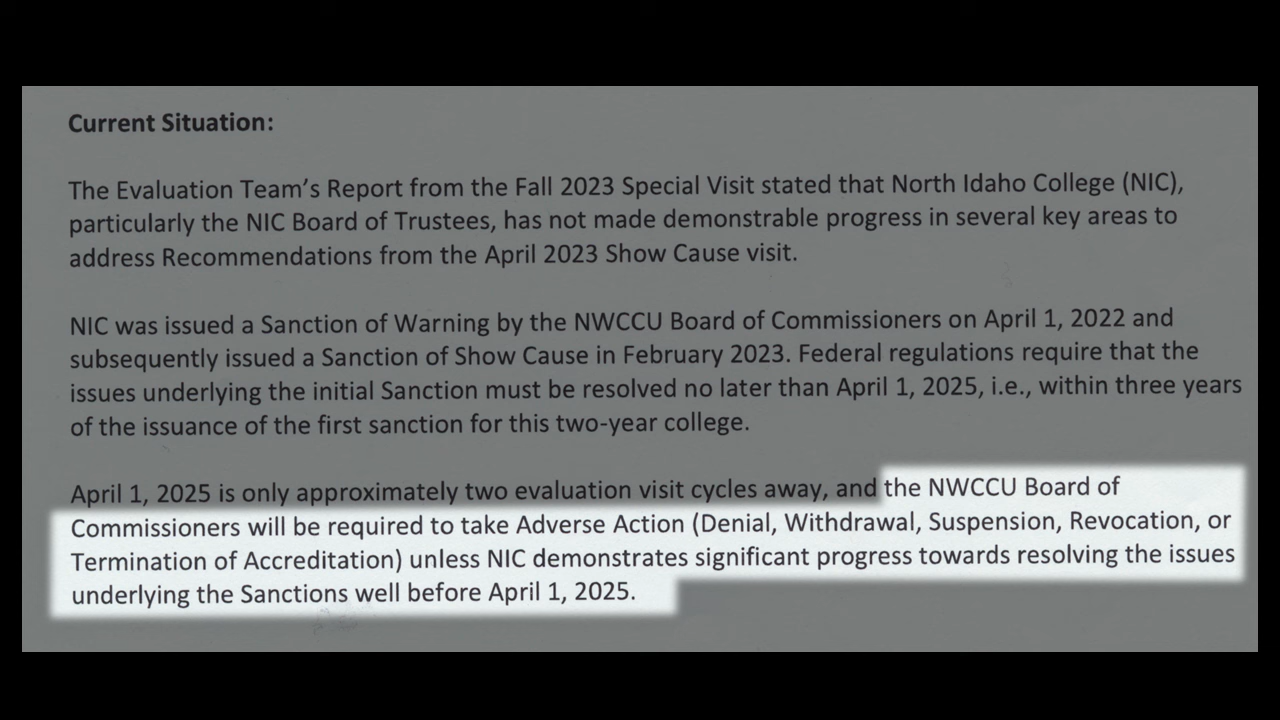 Current Situation:
The Evaluation Team's Report from the Fall 2023 Special Visit stated that North Idaho College (NIC),
particularly the NIC Board of Trustees, has not made demonstrable progress in several key areas to
address Recommendations from the April 2023 Show Cause visit.
NIC was issued a Sanction of Warning by the NWCCU Board of Commissioners on April 1, 2022 and
subsequently issued a Sanction of Show Cause in February 2023. Federal regulations require that the
issues underlying the initial Sanction must be resolved no later than April 1, 2025, i.e., within three years
of the issuance of the first sanction for this two-year college.
April 1, 2025 is only approximately two evaluation visit cycles away, and the NWCCU Board of
Commissioners will be required to take Adverse Action (Denial, Withdrawal, Suspension, Revocation, or
Termination of Accreditation) unless NIC demonstrates significant progress towards resolving the issues
underlying the Sanctions well before April 1, 2025.